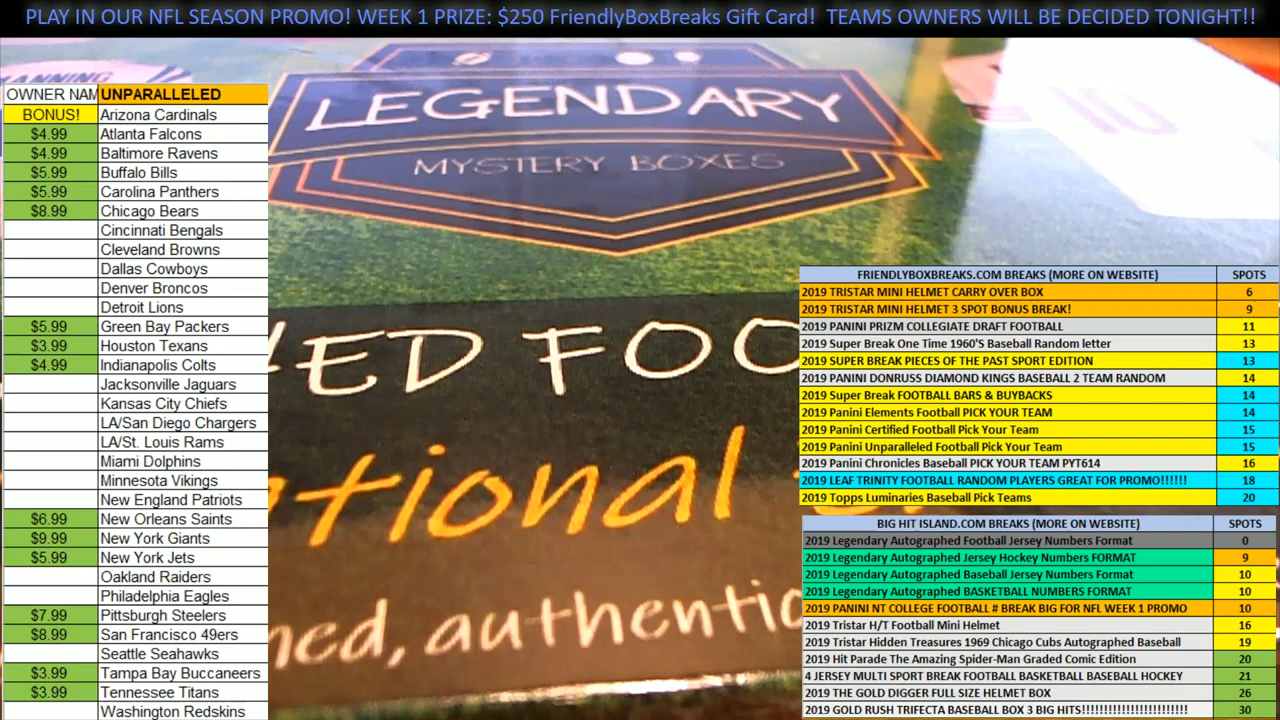 PLAY IN OUR NFL SEASON PROMO! WEEK 1 PRIZE: $250 FriendlyBoxBreaks Gift Card! TEAMS OWNERS WILL BE DECIDED TONIGHT!!
OWNER NAM UNPARALLELED
BONUS! Arizona Cardinals
$4.99 Atlanta Falcons
$4.99 Baltimore Ravens
$5.99 Buffalo Bills
$5.99 Carolina Panthers
$8.99 Chicago Bears
Cincinnati Bengals
Cleveland Browns
Dallas Cowboys
Denver Broncos
Detroit Lions
$5.99 Green Bay Packers
$3.99 Houston Texans
$4.99 Indianapolis Colts
Jacksonville Jaguars
Kansas City Chiefs
LA/San Diego Chargers
LA/St. Louis Rams
Miami Dolphins
Minnesota Vikings
New England Patriots
$6.99 New Orleans Saints
$9.99 New York Giants
$5.99 New York Jets
Oakland Raiders
Philadelphia Eagles
$7.99 Pittsburgh Steelers
$8.99 San Francisco 49ers
Seattle Seahawks
$3.99 Tampa Bay Buccaneers
$3.99 Tennessee Titans
Washington Redskins
LEGENDARY
MYSTERY BOXES
10
ED FOO
tional
ned, authentic
FRIENDLYBOXBREAKS.COM BREAKS (MORE ON WEBSITE) SPOTS
2019 TRISTAR MINI HELMET CARRY OVER BOX 6
2019 TRISTAR MINI HELMET 3 SPOT BONUS BREAK! 9
2019 PANINI PRIZM COLLEGIATE DRAFT FOOTBALL 11
2019 Super Break One Time 1960'S Baseball Random letter 13
2019 SUPER BREAK PIECES OF THE PAST SPORT EDITION 13
2019 PANINI DONRUSS DIAMOND KINGS BASEBALL 2 TEAM RANDOM 14
2019 Super Break FOOTBALL BARS & BUYBACKS 14
2019 Panini Elements Football PICK YOUR TEAM 14
2019 Panini Certified Football Pick Your Team 15
2019 Panini Unparalleled Football Pick Your Team 15
2019 Panini Chronicles Baseball PICK YOUR TEAM PYT614 16
2019 LEAF TRINITY FOOTBALL RANDOM PLAYERS GREAT FOR PROMO!!!!!! 18
2019 Topps Luminaries Baseball Pick Teams 20
BIG HIT ISLAND.COM BREAKS (MORE ON WEBSITE) SPOTS
2019 Legendary Autographed Football Jersey Numbers Format 0
2019 Legendary Autographed Jersey Hockey Numbers FORMAT 9
2019 Legendary Autographed Baseball Jersey Numbers Format 10
2019 Legendary Autographed BASKETBALL NUMBERS FORMAT 10
2019 PANINI NT COLLEGE FOOTBALL # BREAK BIG FOR NFL WEEK 1 PROMO 10
2019 Tristar H/T Football Mini Helmet 16
2019 Tristar Hidden Treasures 1969 Chicago Cubs Autographed Baseball 19
2019 Hit Parade The Amazing Spider-Man Graded Comic Edition 20
4 JERSEY MULTI SPORT BREAK FOOTBALL BASKETBALL BASEBALL HOCKEY 21
2019 THE GOLD DIGGER FULL SIZE HELMET BOX 26
2019 GOLD RUSH TRIFECTA BASEBALL BOX 3 BIG HITS!!!!!!!!!!!!!!!!!!!!!!!! 30